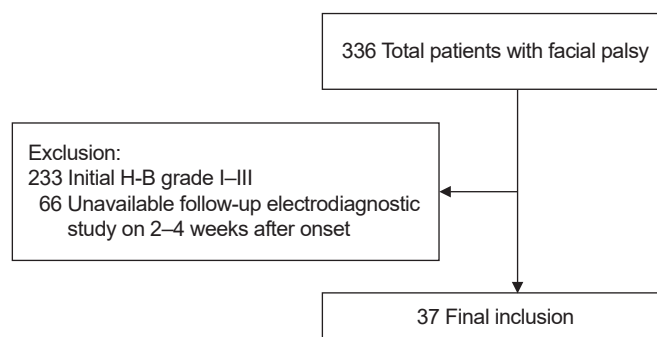 336 Total patients with facial palsy
Exclusion:
233 Initial H-B grade I–III
66 Unavailable follow-up electrodiagnostic
study on 2–4 weeks after onset
37 Final inclusion